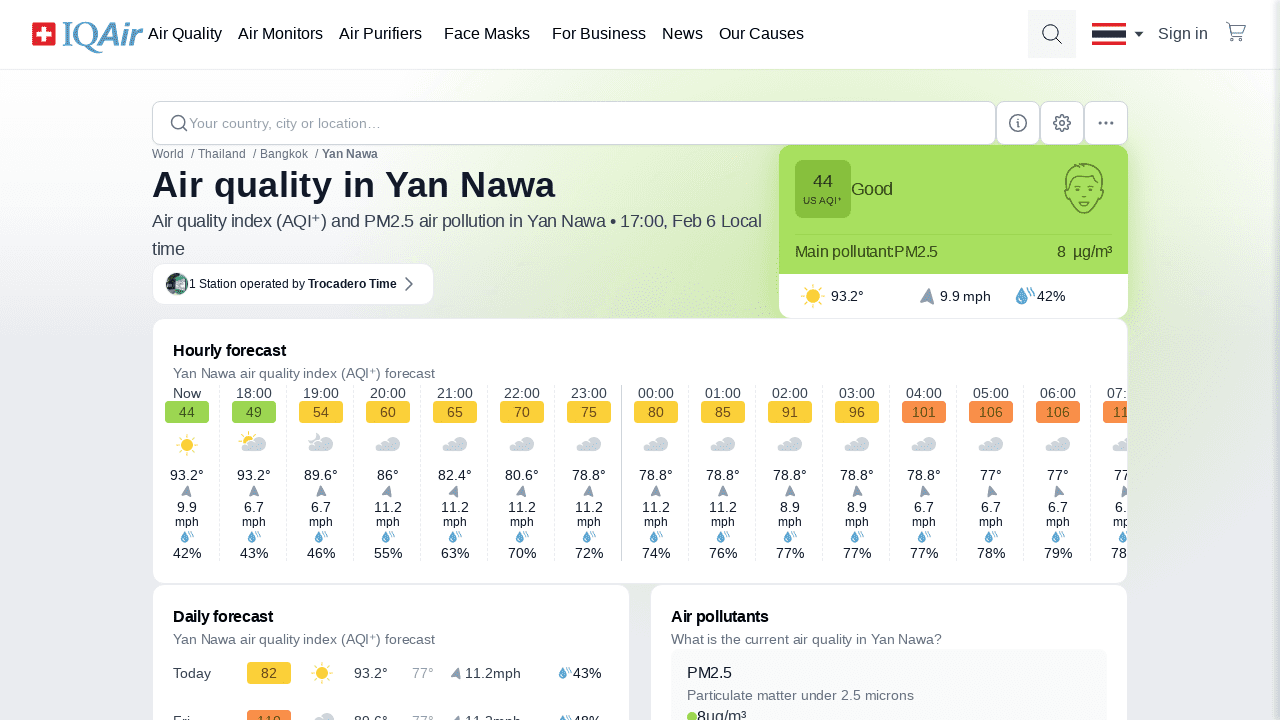 IQAir
Air Quality
Air Monitors
Air Purifiers
Face Masks
For Business
News
Our Causes
Sign in
Your country, city or location…
World / Thailand / Bangkok / Yan Nawa
Air quality in Yan Nawa
Air quality index (AQI⁺) and PM2.5 air pollution in Yan Nawa • 17:00, Feb 6 Local
time
1 Station operated by Trocadero Time
44
US AQI⁺
Good
Main pollutant:PM2.5
8 µg/m³
93.2°
9.9 mph
42%
Hourly forecast
Yan Nawa air quality index (AQI⁺) forecast
Now 18:00 19:00 20:00 21:00 22:00 23:00 00:00 01:00 02:00 03:00 04:00 05:00 06:00 07:
44 49 54 60 65 70 75 80 85 91 96 101 106 106 11
93.2° 93.2° 89.6° 86° 82.4° 80.6° 78.8° 78.8° 78.8° 78.8° 78.8° 78.8° 77° 77° 77
9.9 6.7 6.7 11.2 11.2 11.2 11.2 11.2 11.2 8.9 8.9 6.7 6.7 6.7 6.
mph mph mph mph mph mph mph mph mph mph mph mph mph mph
42% 43% 46% 55% 63% 70% 72% 74% 76% 77% 77% 77% 78% 79% 78
Daily forecast
Yan Nawa air quality index (AQI⁺) forecast
Today 82 93.2° 77° 11.2mph 43%
Fri 110 89.6° 77° 11.2mph 48%
Air pollutants
What is the current air quality in Yan Nawa?
PM2.5
Particulate matter under 2.5 microns
8µg/m³